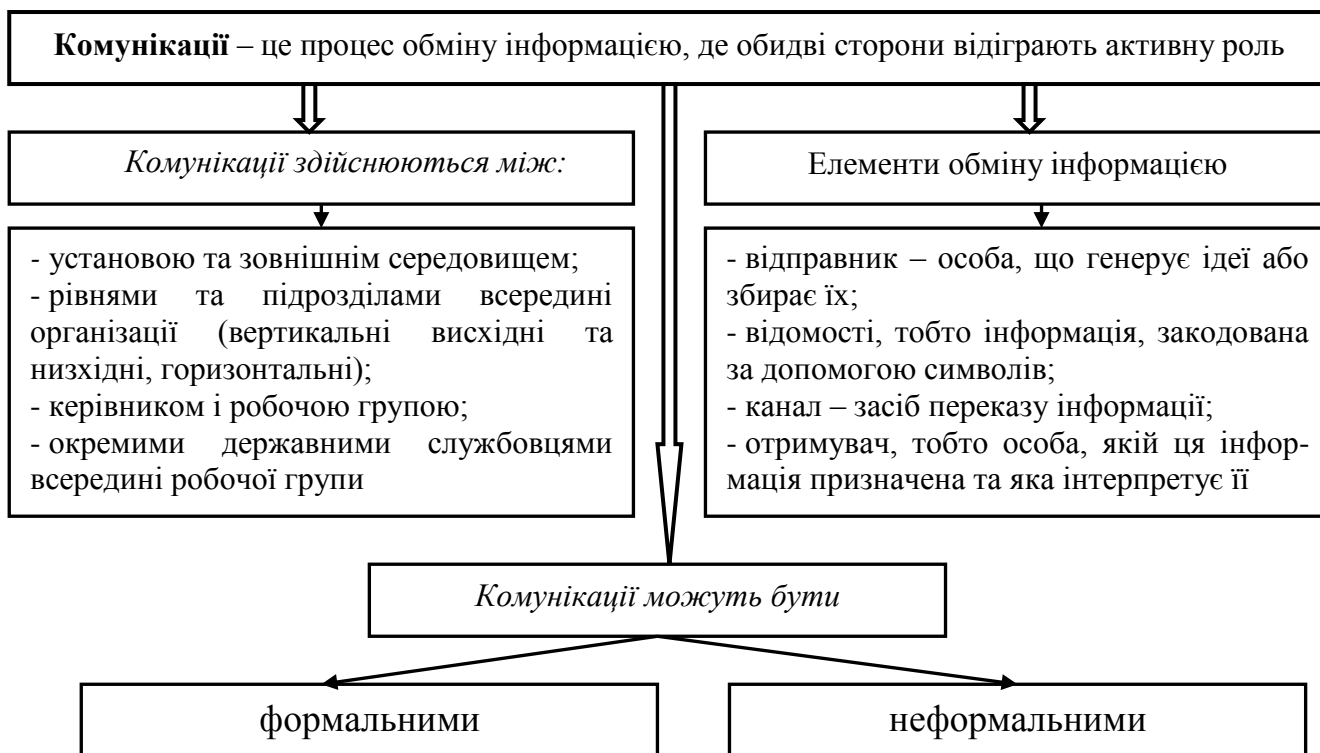 Комунікації – це процес обміну інформацією, де обидві сторони відіграють активну роль
Комунікації здійснюються між:
- установою та зовнішнім середовищем;
- рівнями та підрозділами всередині
організації (вертикальні висхідні та
низхідні, горизонтальні);
- керівником і робочою групою;
- окремими державними службовцями
всередині робочої групи
Елементи обміну інформацією
- відправник – особа, що генерує ідеї або
збирає їх;
- відомості, тобто інформація, закодована
за допомогою символів;
- канал – засіб переказу інформації;
- отримувач, тобто особа, якій ця інфор-
мація призначена та яка інтерпретує її
Комунікації можуть бути
формальними
неформальними